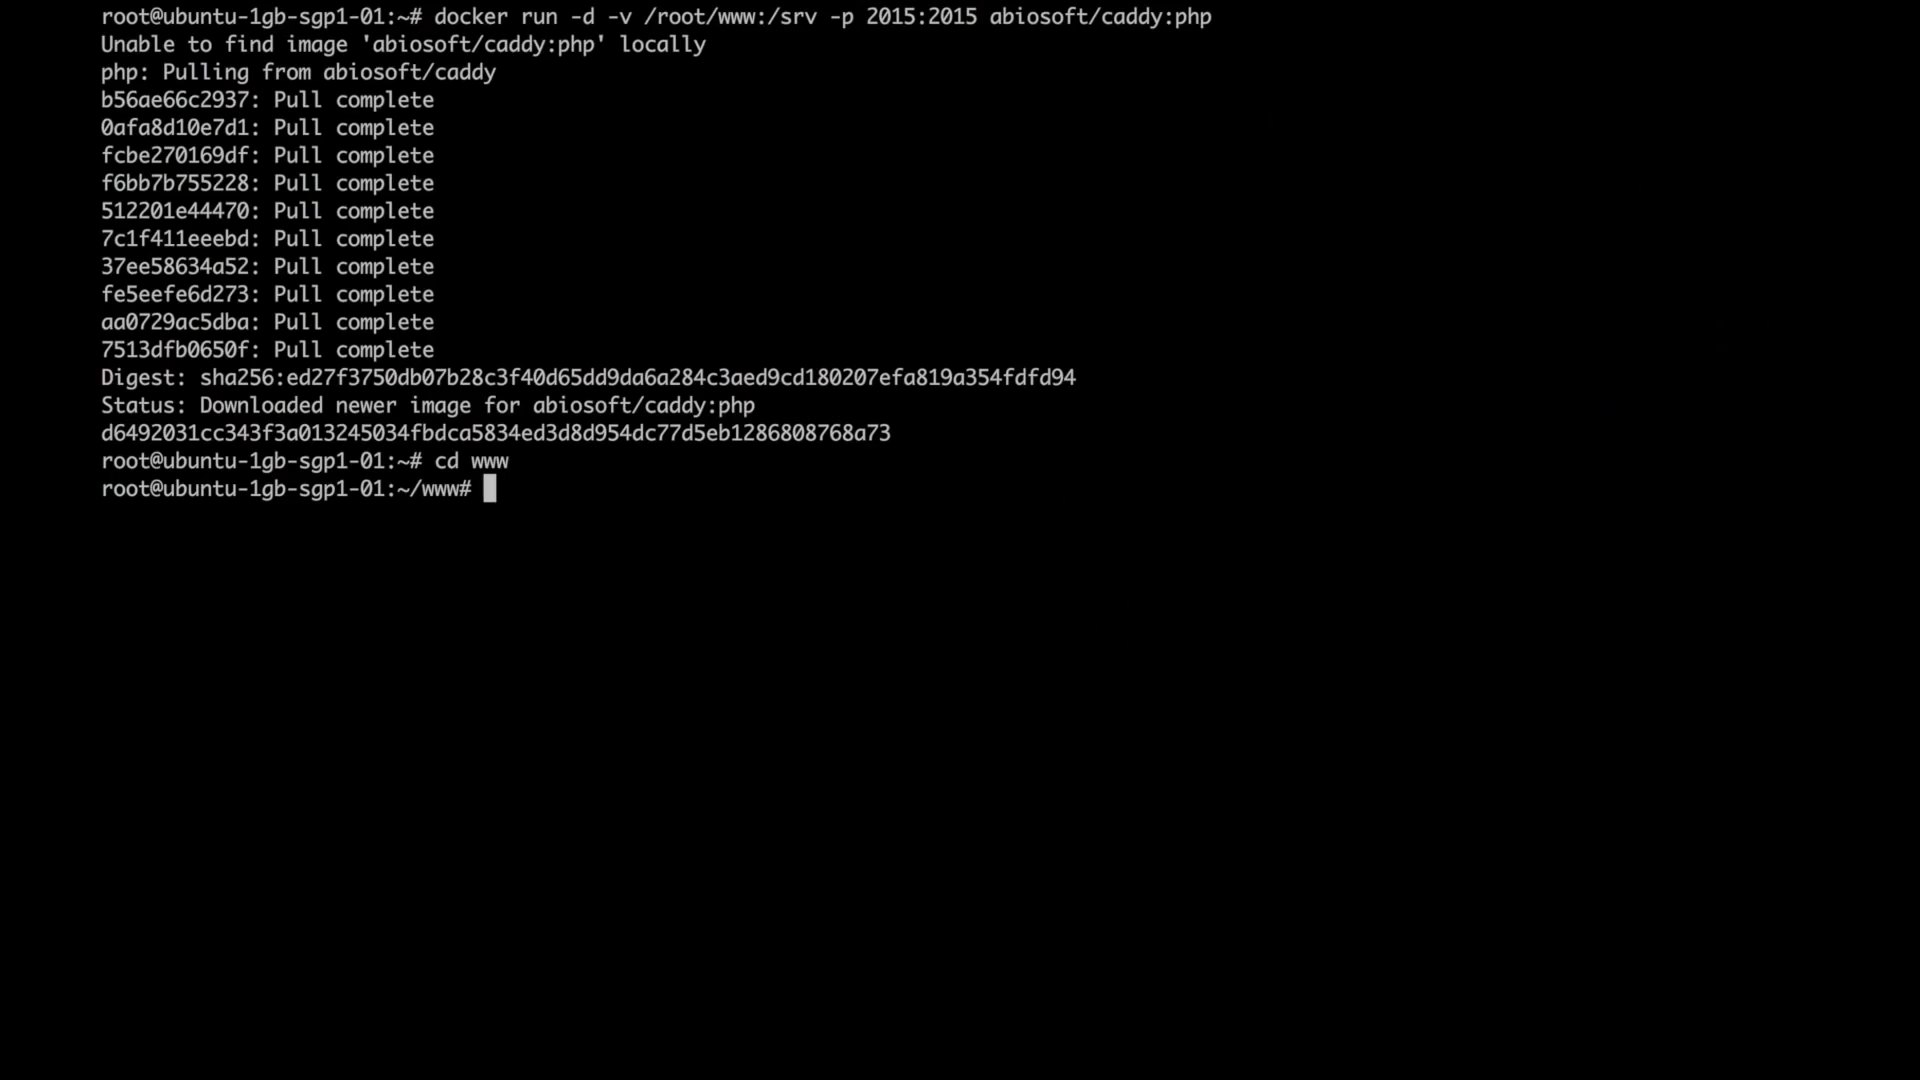 root@ubuntu-1gb-sgp1-01:~# docker run -d -v /root/www:/srv -p 2015:2015 abiosoft/caddy:php
Unable to find image 'abiosoft/caddy:php' locally
php: Pulling from abiosoft/caddy
b56ae66c2937: Pull complete
0afa8d10e7d1: Pull complete
fcbe270169df: Pull complete
f6bb7b755228: Pull complete
512201e44470: Pull complete
7c1f411eeebd: Pull complete
37ee58634a52: Pull complete
fe5eefe6d273: Pull complete
aa0729ac5dba: Pull complete
7513dfb0650f: Pull complete
Digest: sha256:ed27f3750db07b28c3f40d65dd9da6a284c3aed9cd180207efa819a354fdfd94
Status: Downloaded newer image for abiosoft/caddy:php
d6492031cc343f3a013245034fbdca5834ed3d8d954dc77d5eb1286808768a73
root@ubuntu-1gb-sgp1-01:~# cd www
root@ubuntu-1gb-sgp1-01:~/www#